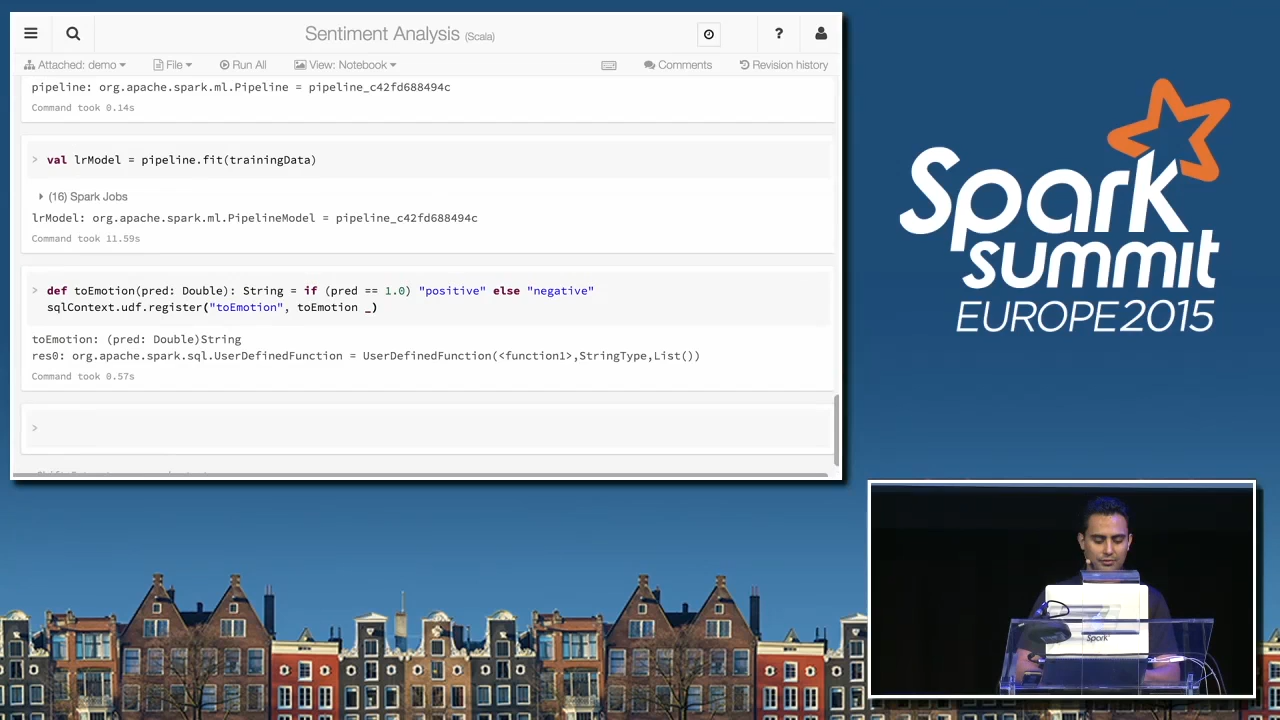 Sentiment Analysis (Scala)
?
Attached: demo
File
Run All
View: Notebook
Comments
Revision history
pipeline: org.apache.spark.ml.Pipeline = pipeline_c42fd688494c
Command took 0.14s
> val lrModel = pipeline.fit(trainingData)
(16) Spark Jobs
lrModel: org.apache.spark.ml.PipelineModel = pipeline_c42fd688494c
Command took 11.59s
> def toEmotion(pred: Double): String = if (pred == 1.0) "positive" else "negative"
sqlContext.udf.register("toEmotion", toEmotion _)
toEmotion: (pred: Double)String
res0: org.apache.spark.sql.UserDefinedFunction = UserDefinedFunction(<function1>,StringType,List())
Command took 0.57s
>
Spark
summit
EUROPE 2015
Spark